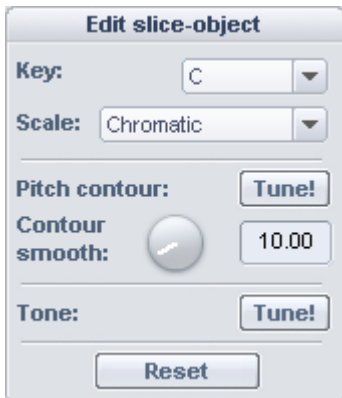 Edit slice-object
Key: C
Scale: Chromatic
Pitch contour: Tune!
Contour
smooth: 10.00
Tone: Tune!
Reset